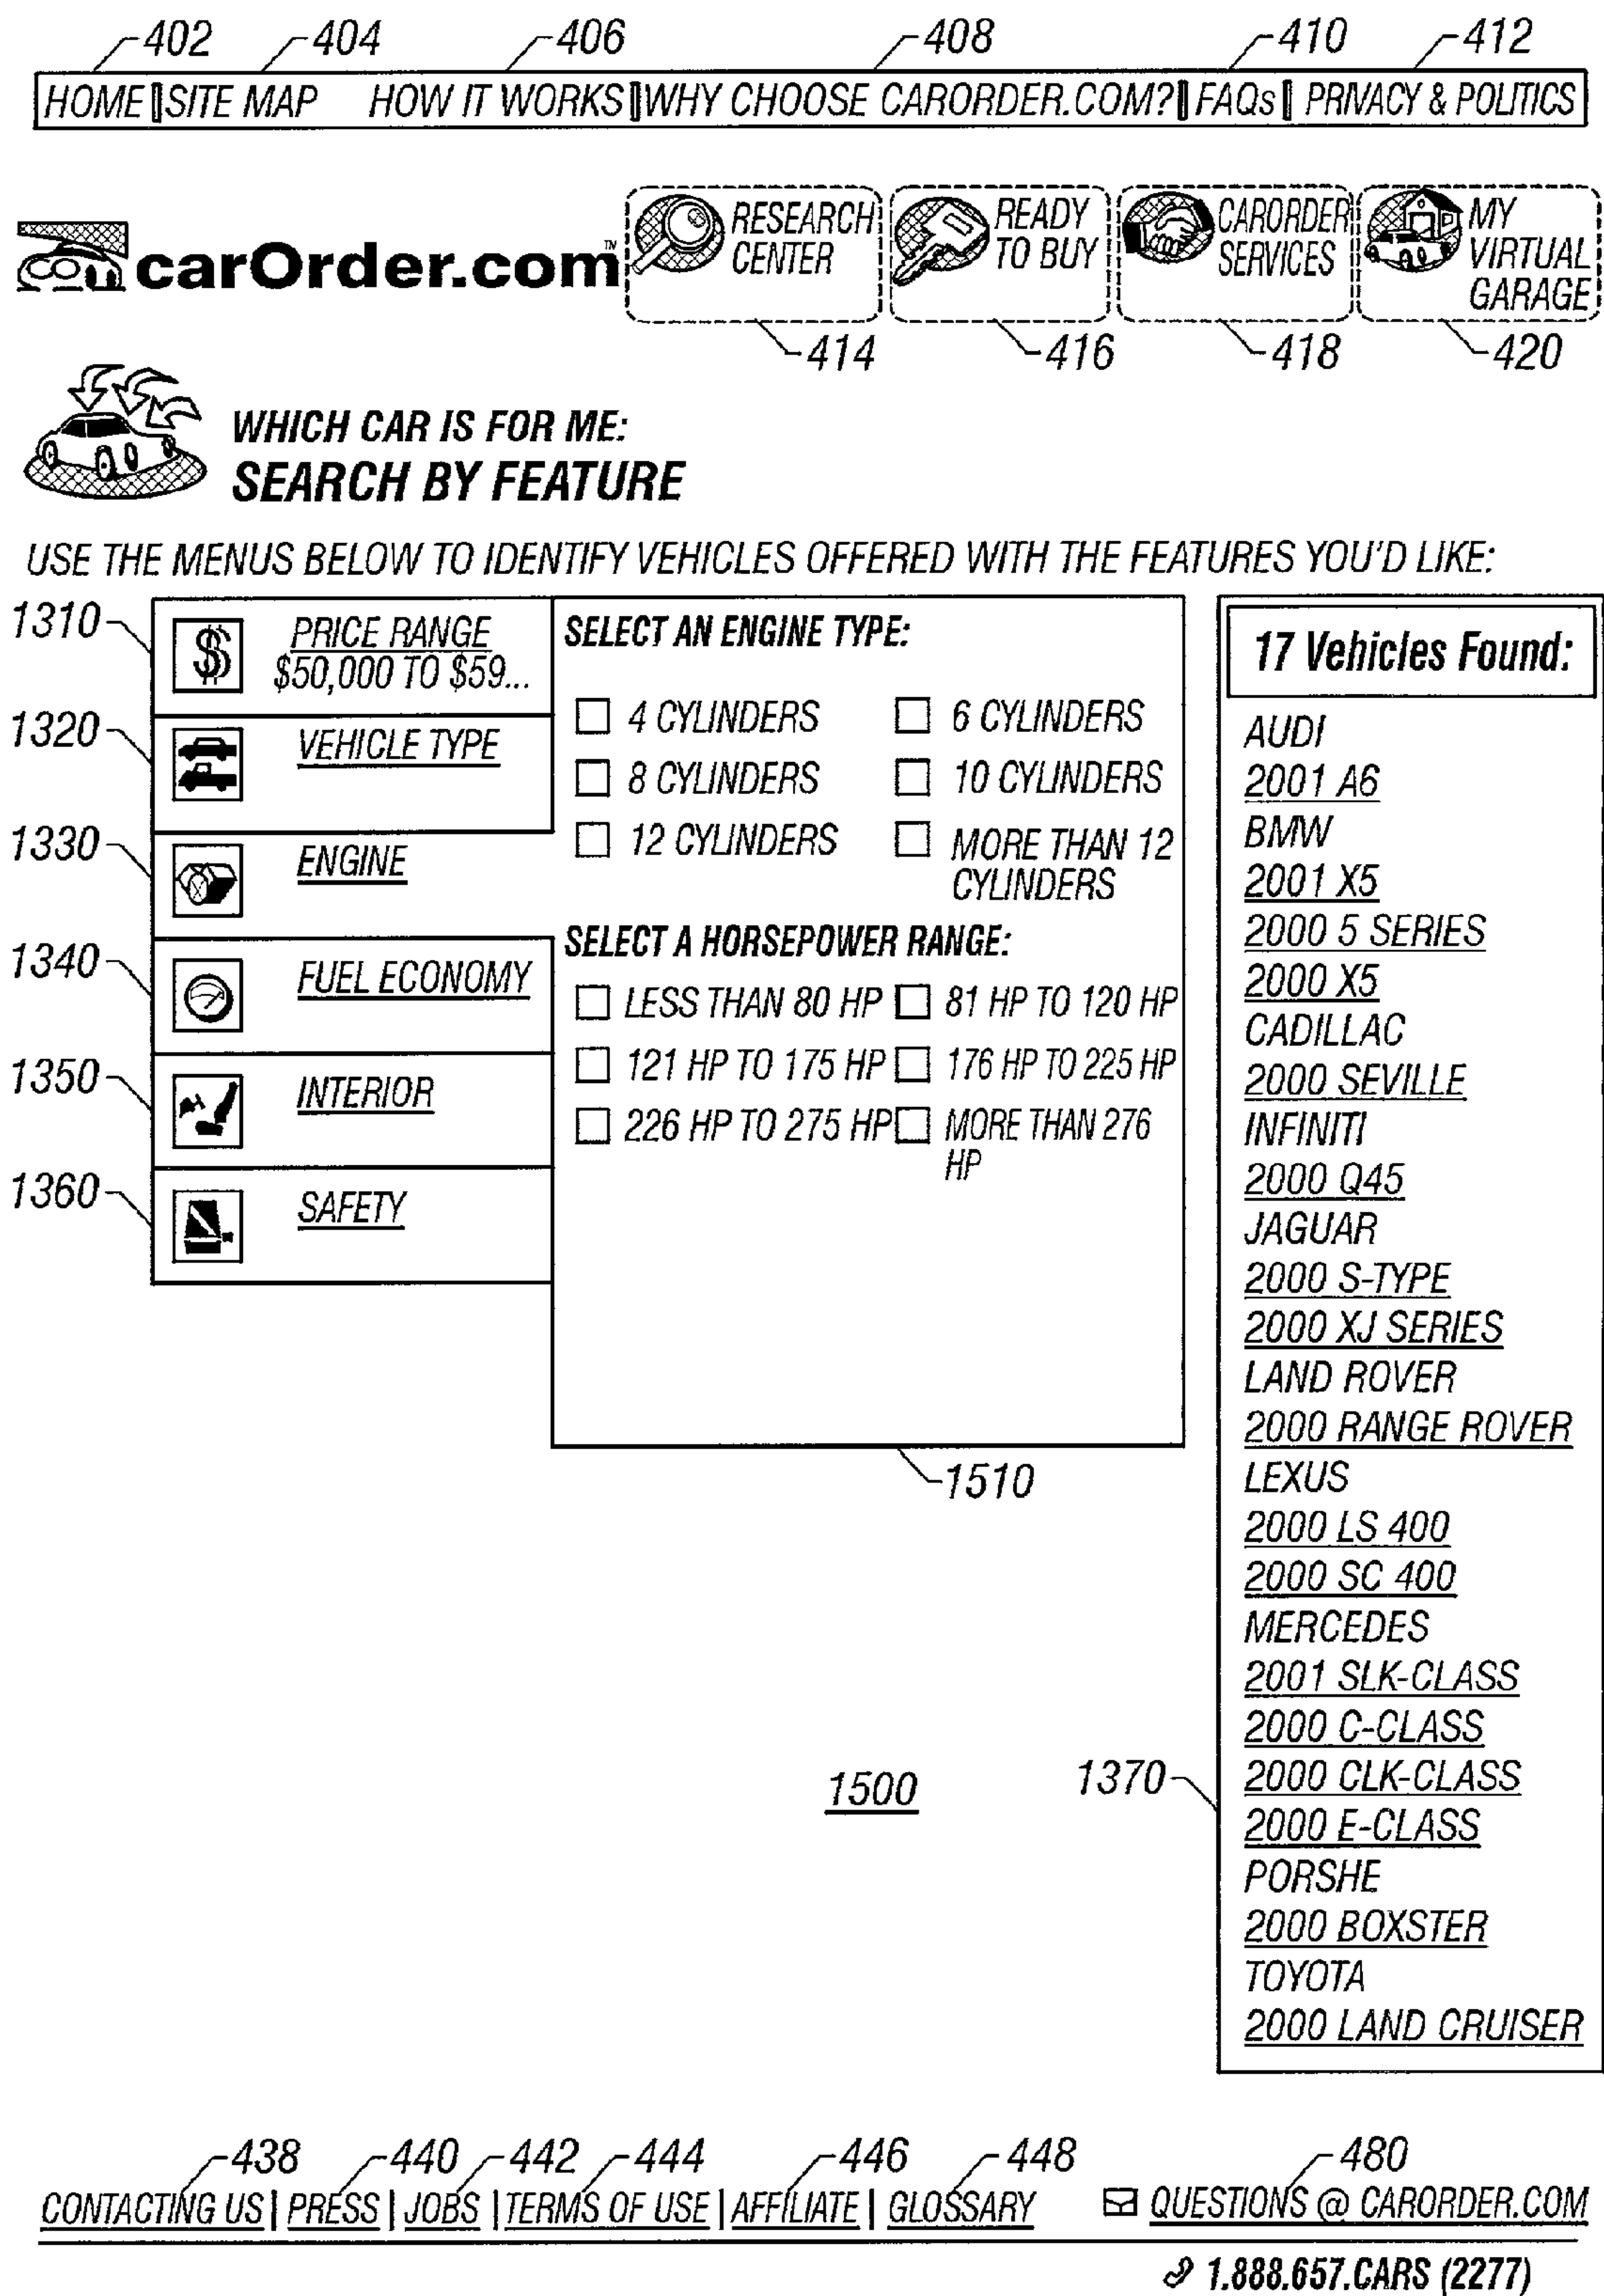 402 404 406 408 410 412
HOME SITE MAP HOW IT WORKS WHY CHOOSE CARORDER.COM? FAQs PRIVACY & POLITICS
carOrder.com™
RESEARCH
CENTER
READY
TO BUY
CARORDER
SERVICES
MY
VIRTUAL
GARAGE
414 416 418 420
WHICH CAR IS FOR ME:
SEARCH BY FEATURE
USE THE MENUS BELOW TO IDENTIFY VEHICLES OFFERED WITH THE FEATURES YOU'D LIKE:
1310
$
PRICE RANGE
$50,000 TO $59...
1320
VEHICLE TYPE
1330
ENGINE
1340
FUEL ECONOMY
1350
INTERIOR
1360
SAFETY
SELECT AN ENGINE TYPE:
4 CYLINDERS 6 CYLINDERS
8 CYLINDERS 10 CYLINDERS
12 CYLINDERS MORE THAN 12
CYLINDERS
SELECT A HORSEPOWER RANGE:
LESS THAN 80 HP 81 HP TO 120 HP
121 HP TO 175 HP 176 HP TO 225 HP
226 HP TO 275 HP MORE THAN 276
HP
1510
17 Vehicles Found:
AUDI
2001 A6
BMW
2001 X5
2000 5 SERIES
2000 X5
CADILLAC
2000 SEVILLE
INFINITI
2000 Q45
JAGUAR
2000 S-TYPE
2000 XJ SERIES
LAND ROVER
2000 RANGE ROVER
LEXUS
2000 LS 400
2000 SC 400
MERCEDES
2001 SLK-CLASS
2000 C-CLASS
2000 CLK-CLASS
2000 E-CLASS
PORSHE
2000 BOXSTER
TOYOTA
2000 LAND CRUISER
1370
1500
438 440 442 444 446 448 480
CONTACTING US | PRESS | JOBS | TERMS OF USE | AFFILIATE | GLOSSARY QUESTIONS @ CARORDER.COM
1.888.657.CARS (2277)